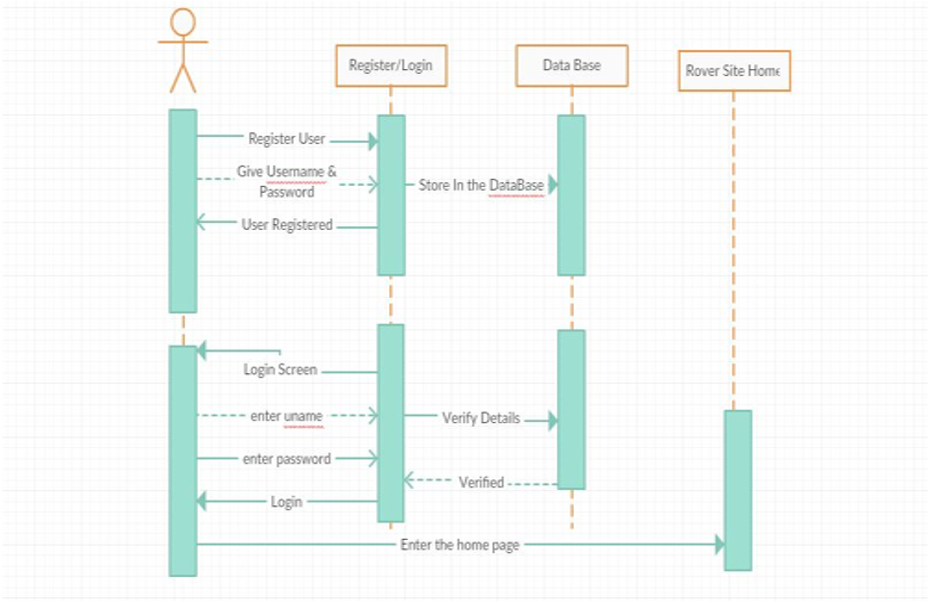 Register/Login
Data Base
Rover Site Home
Register User
Give Username &
Password
Store In the DataBase
User Registered
Login Screen
enter uname
Verify Details
enter password
Verified
Login
Enter the home page